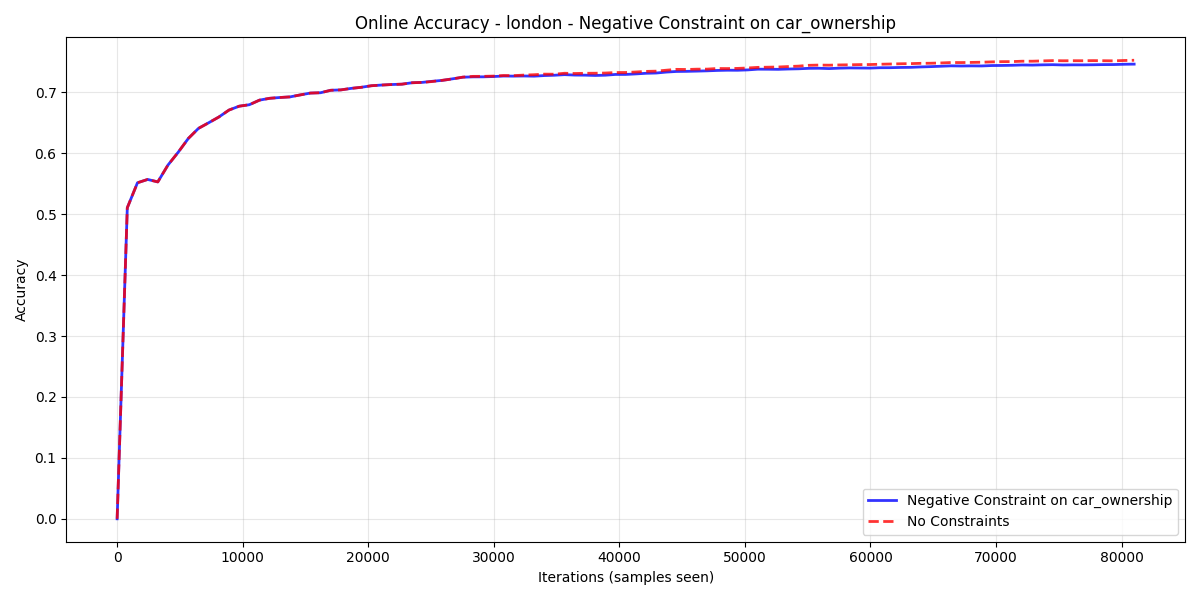 Online Accuracy - london - Negative Constraint on car_ownership
Accuracy
0.7
0.6
0.5
0.4
0.3
0.2
0.1
0.0
0 10000 20000 30000 40000 50000 60000 70000 80000
Iterations (samples seen)
Negative Constraint on car_ownership
No Constraints